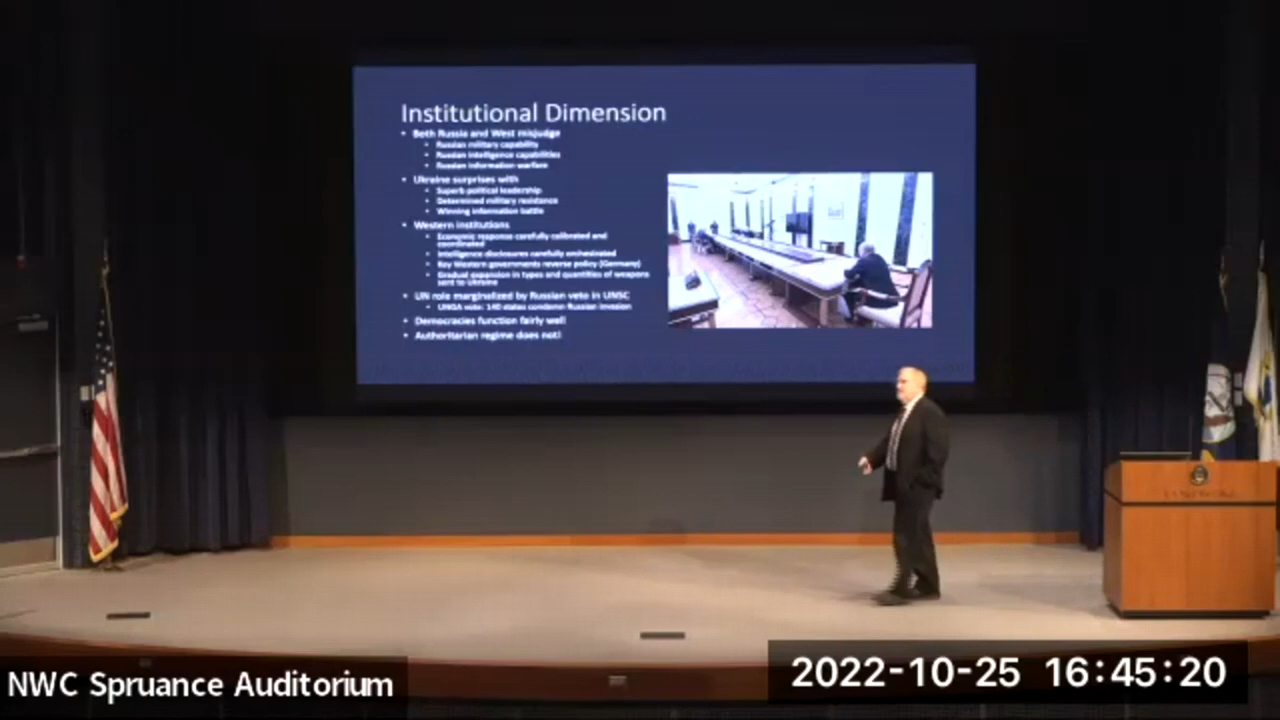 Institutional Dimension
• Both Russia and West misjudge
• Russian military capability
• Russian intelligence capabilities
• Russian information warfare
• Ukraine surprises with
• Superb political leadership
• Determined military resistance
• Winning information battle
• Western institutions
• Economic response carefully calibrated and
coordinated
• Intelligence disclosures carefully orchestrated
• Key Western governments reverse policy (Germany)
• Gradual expansion in types and quantities of weapons
sent to Ukraine
• UN role marginalized by Russian veto in UNSC
• UNGA vote: 140 states condemn Russian invasion
• Democracies function fairly well
• Authoritarian regime does not!
NWC Spruance Auditorium
2022-10-25 16:45:20